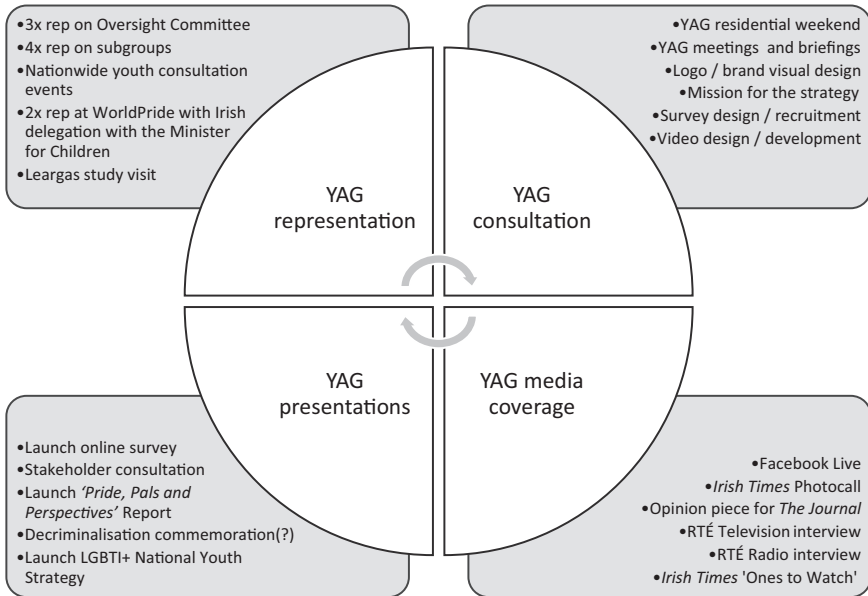 •3x rep on Oversight Committee
•4x rep on subgroups
•Nationwide youth consultation
events
•2x rep at WorldPride with Irish
delegation with the Minister
for Children
•Leargas study visit
•YAG residential weekend
•YAG meetings and briefings
•Logo / brand visual design
•Mission for the strategy
•Survey design / recruitment
•Video design / development
YAG
representation
YAG
consultation
YAG
presentations
YAG media
coverage
•Launch online survey
•Stakeholder consultation
•Launch ‘Pride, Pals and
Perspectives’ Report
•Decriminalisation commemoration(?)
•Launch LGBTI+ National Youth
Strategy
•Facebook Live
•Irish Times Photocall
•Opinion piece for The Journal
•RTÉ Television interview
•RTÉ Radio interview
•Irish Times 'Ones to Watch'